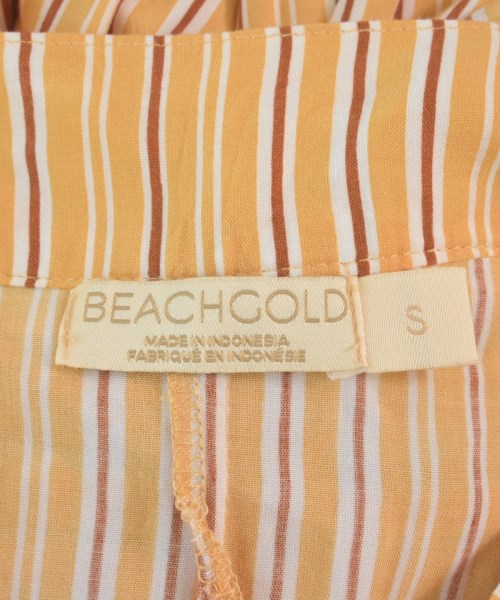 BEACHGOLD
MADE IN INDONESIA
FABRIQUÉ EN INDONÉSIE
S